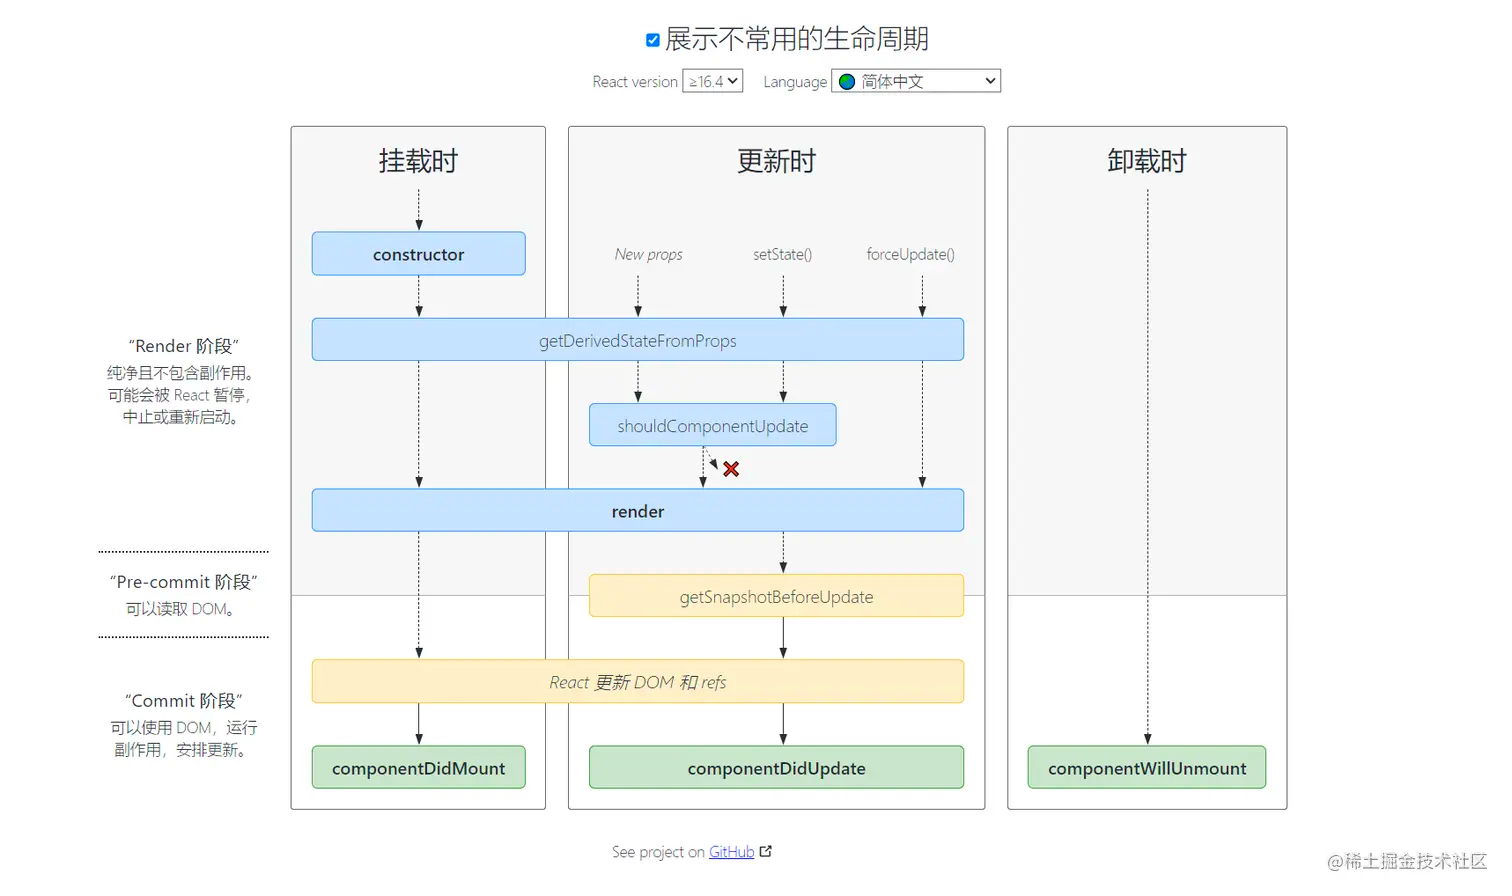 展示不常用的生命周期
React version ≥16.4 Language 简体中文
挂载时
更新时
卸载时
constructor
New props
setState()
forceUpdate()
getDerivedStateFromProps
“Render 阶段”
纯净且不包含副作用。
可能会被 React 暂停,
中止或重新启动。
shouldComponentUpdate
render
“Pre-commit 阶段”
可以读取 DOM。
getSnapshotBeforeUpdate
React 更新 DOM 和 refs
“Commit 阶段”
可以使用 DOM，运行
副作用，安排更新。
componentDidMount
componentDidUpdate
componentWillUnmount
See project on GitHub
@稀土掘金技术社区